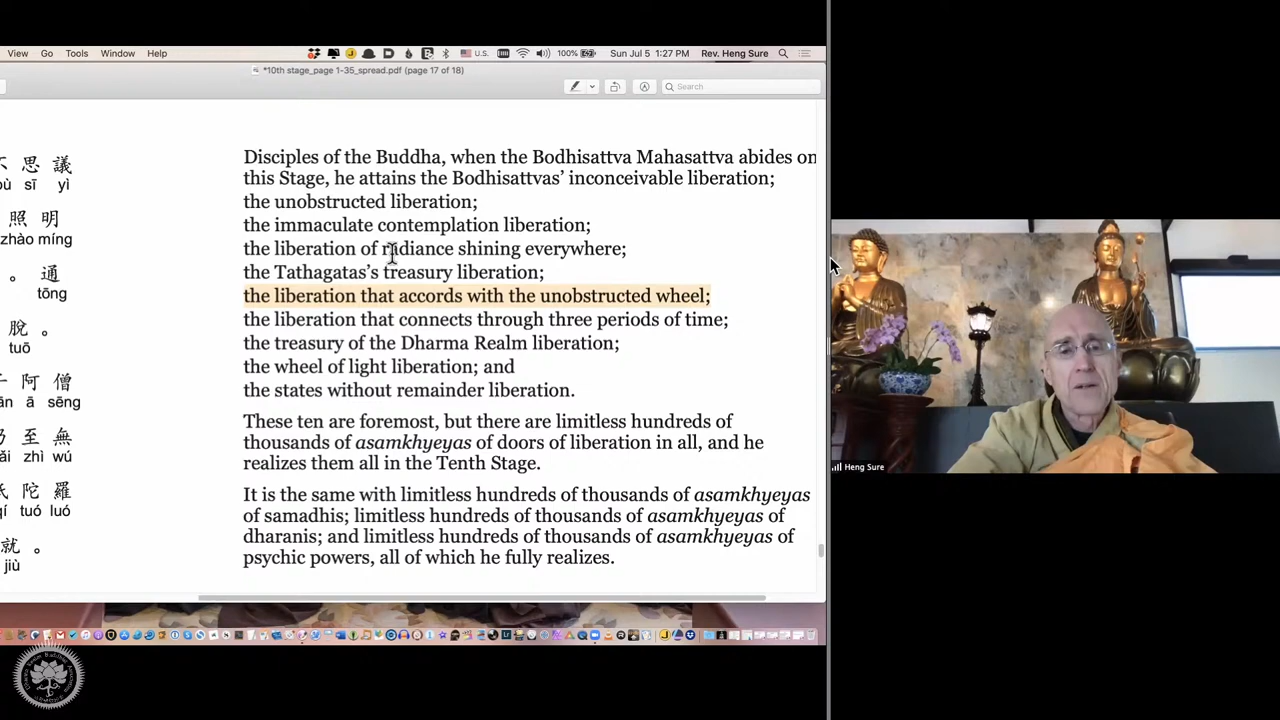 View Go Tools Window Help U.S. 100% Sun Jul 5 1:27 PM Rev. Heng Sure
*10th stage_page 1-35_spread.pdf (page 17 of 18)
Search
不 思 議
bù sī yì
照 明
zhào míng
。 通
tōng
脫 。
tuō
阿 僧
ā sēng
至 無
zhì wú
陀 羅
qí tuó luó
就 。
jiù
Disciples of the Buddha, when the Bodhisattva Mahasattva abides on
this Stage, he attains the Bodhisattvas’ inconceivable liberation;
the unobstructed liberation;
the immaculate contemplation liberation;
the liberation of radiance shining everywhere;
the Tathagatas’s treasury liberation;
the liberation that accords with the unobstructed wheel;
the liberation that connects through three periods of time;
the treasury of the Dharma Realm liberation;
the wheel of light liberation; and
the states without remainder liberation.
These ten are foremost, but there are limitless hundreds of
thousands of asamkhyeyas of doors of liberation in all, and he
realizes them all in the Tenth Stage.
It is the same with limitless hundreds of thousands of asamkhyeyas
of samadhis; limitless hundreds of thousands of asamkhyeyas of
dharanis; and limitless hundreds of thousands of asamkhyeyas of
psychic powers, all of which he fully realizes.
Heng Sure